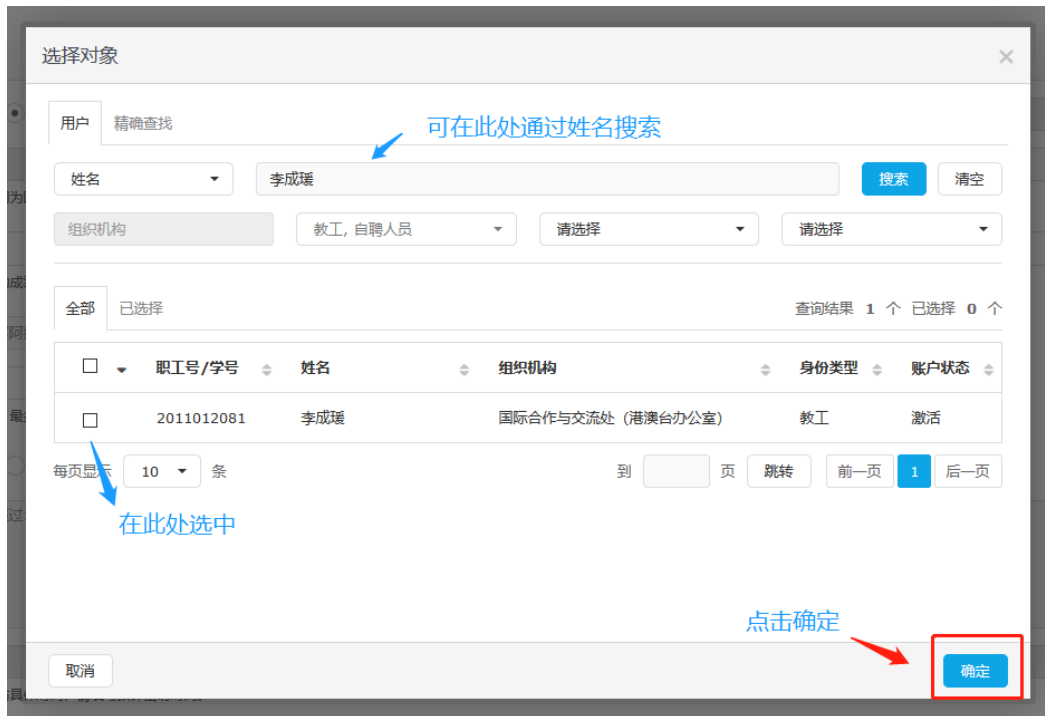 选择对象
×
用户 精确查找
可在此处通过姓名搜索
姓名 李成瑗 搜索 清空
组织机构 教工, 自聘人员 请选择 请选择
全部 已选择 查询结果 1 个 已选择 0 个
职工号/学号 姓名 组织机构 身份类型 账户状态
2011012081 李成瑗 国际合作与交流处（港澳台办公室） 教工 激活
每页显示 10 条 到 页 跳转 前一页 1 后一页
在此处选中
点击确定
取消 确定